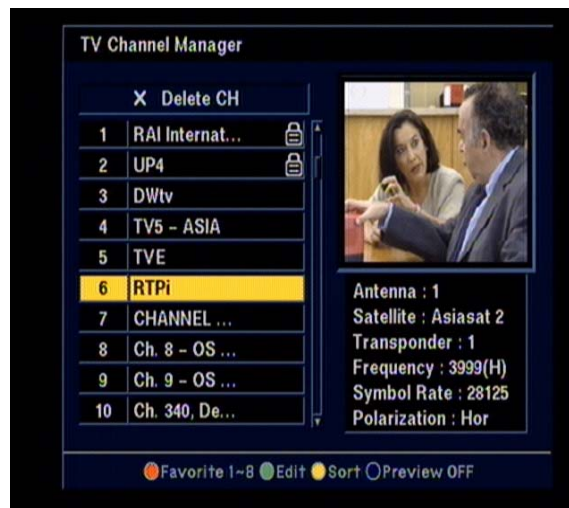 TV Channel Manager
X Delete CH
1 RAI Internat...
2 UP4
3 DWtv
4 TV5 – ASIA
5 TVE
6 RTPi
7 CHANNEL ...
8 Ch. 8 – OS ...
9 Ch. 9 – OS ...
10 Ch. 340, De...
Antenna : 1
Satellite : Asiasat 2
Transponder : 1
Frequency : 3999(H)
Symbol Rate : 28125
Polarization : Hor
Favorite 1~8 Edit Sort Preview OFF